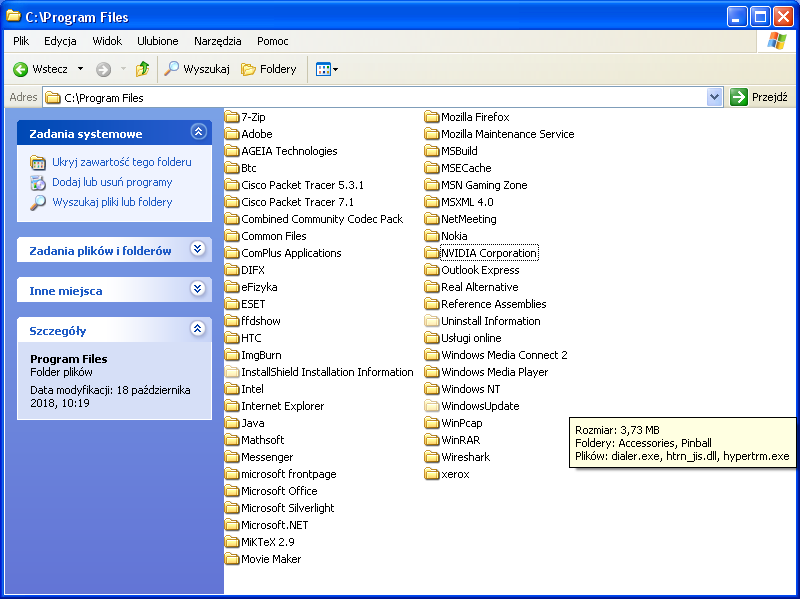 C:\Program Files
Plik Edycja Widok Ulubione Narzędzia Pomoc
Wstecz Wyszukaj Foldery
Adres C:\Program Files Przejdź
Zadania systemowe
Ukryj zawartość tego folderu
Dodaj lub usuń programy
Wyszukaj pliki lub foldery
Zadania plików i folderów
Inne miejsca
Szczegóły
Program Files
Folder plików
Data modyfikacji: 18 października
2018, 10:19
7-Zip
Adobe
AGEIA Technologies
Btc
Cisco Packet Tracer 5.3.1
Cisco Packet Tracer 7.1
Combined Community Codec Pack
Common Files
ComPlus Applications
DIFX
eFizyka
ESET
ffdshow
HTC
ImgBurn
InstallShield Installation Information
Intel
Internet Explorer
Java
Mathsoft
Messenger
microsoft frontpage
Microsoft Office
Microsoft Silverlight
Microsoft.NET
MiKTeX 2.9
Movie Maker
Mozilla Firefox
Mozilla Maintenance Service
MSBuild
MSECache
MSN Gaming Zone
MSXML 4.0
NetMeeting
Nokia
NVIDIA Corporation
Outlook Express
Real Alternative
Reference Assemblies
Uninstall Information
Usługi online
Windows Media Connect 2
Windows Media Player
Windows NT
WindowsUpdate
WinPcap
WinRAR
Wireshark
xerox
Rozmiar: 3,73 MB
Foldery: Accessories, Pinball
Plików: dialer.exe, htrn_jis.dll, hypertrm.exe